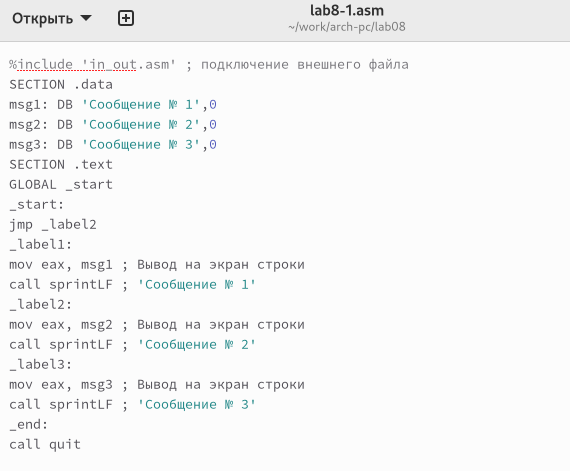 Открыть
lab8-1.asm
~/work/arch-pc/lab08
%include 'in_out.asm' ; подключение внешнего файла
SECTION .data
msg1: DB 'Сообщение № 1',0
msg2: DB 'Сообщение № 2',0
msg3: DB 'Сообщение № 3',0
SECTION .text
GLOBAL _start
_start:
jmp _label2
_label1:
mov eax, msg1 ; Вывод на экран строки
call sprintLF ; 'Сообщение № 1'
_label2:
mov eax, msg2 ; Вывод на экран строки
call sprintLF ; 'Сообщение № 2'
_label3:
mov eax, msg3 ; Вывод на экран строки
call sprintLF ; 'Сообщение № 3'
_end:
call quit